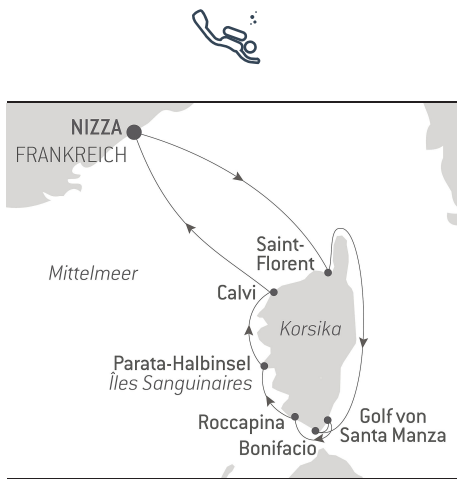 NIZZA
FRANKREICH
Saint-
Florent
Mittelmeer
Calvi
Korsika
Parata-Halbinsel
Îles Sanguinaires
Roccapina
Golf von
Santa Manza
Bonifacio